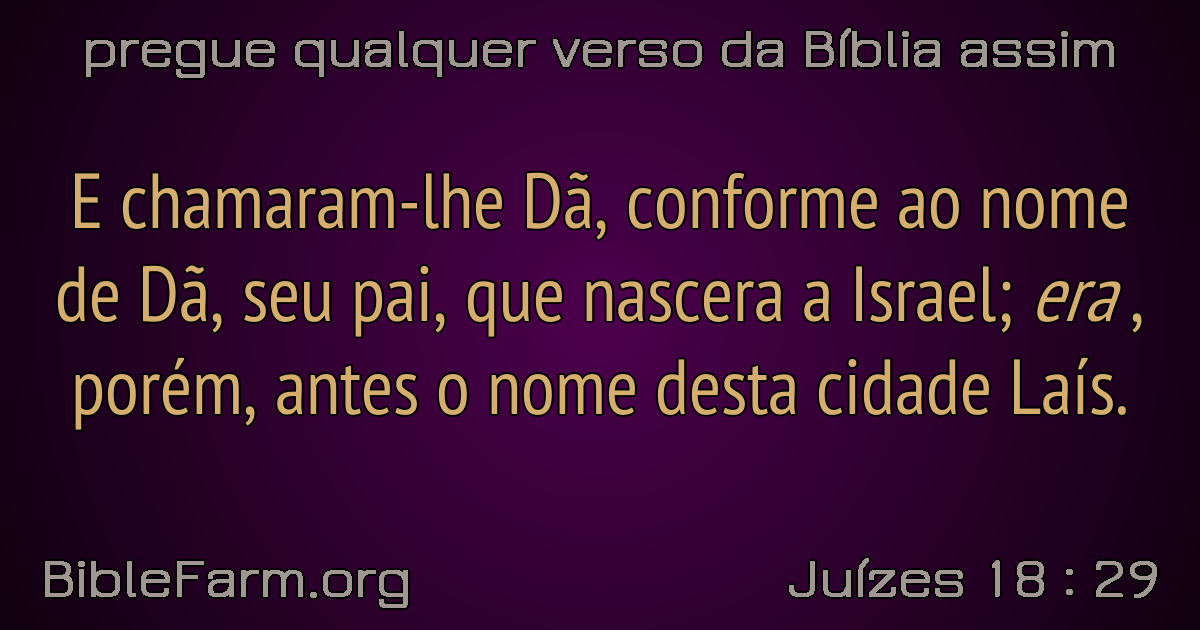 pregue qualquer verso da Bíblia assim
E chamaram-lhe Dã, conforme ao nome
de Dã, seu pai, que nascera a Israel; era ,
porém, antes o nome desta cidade Laís.
BibleFarm.org
Juízes 18 : 29